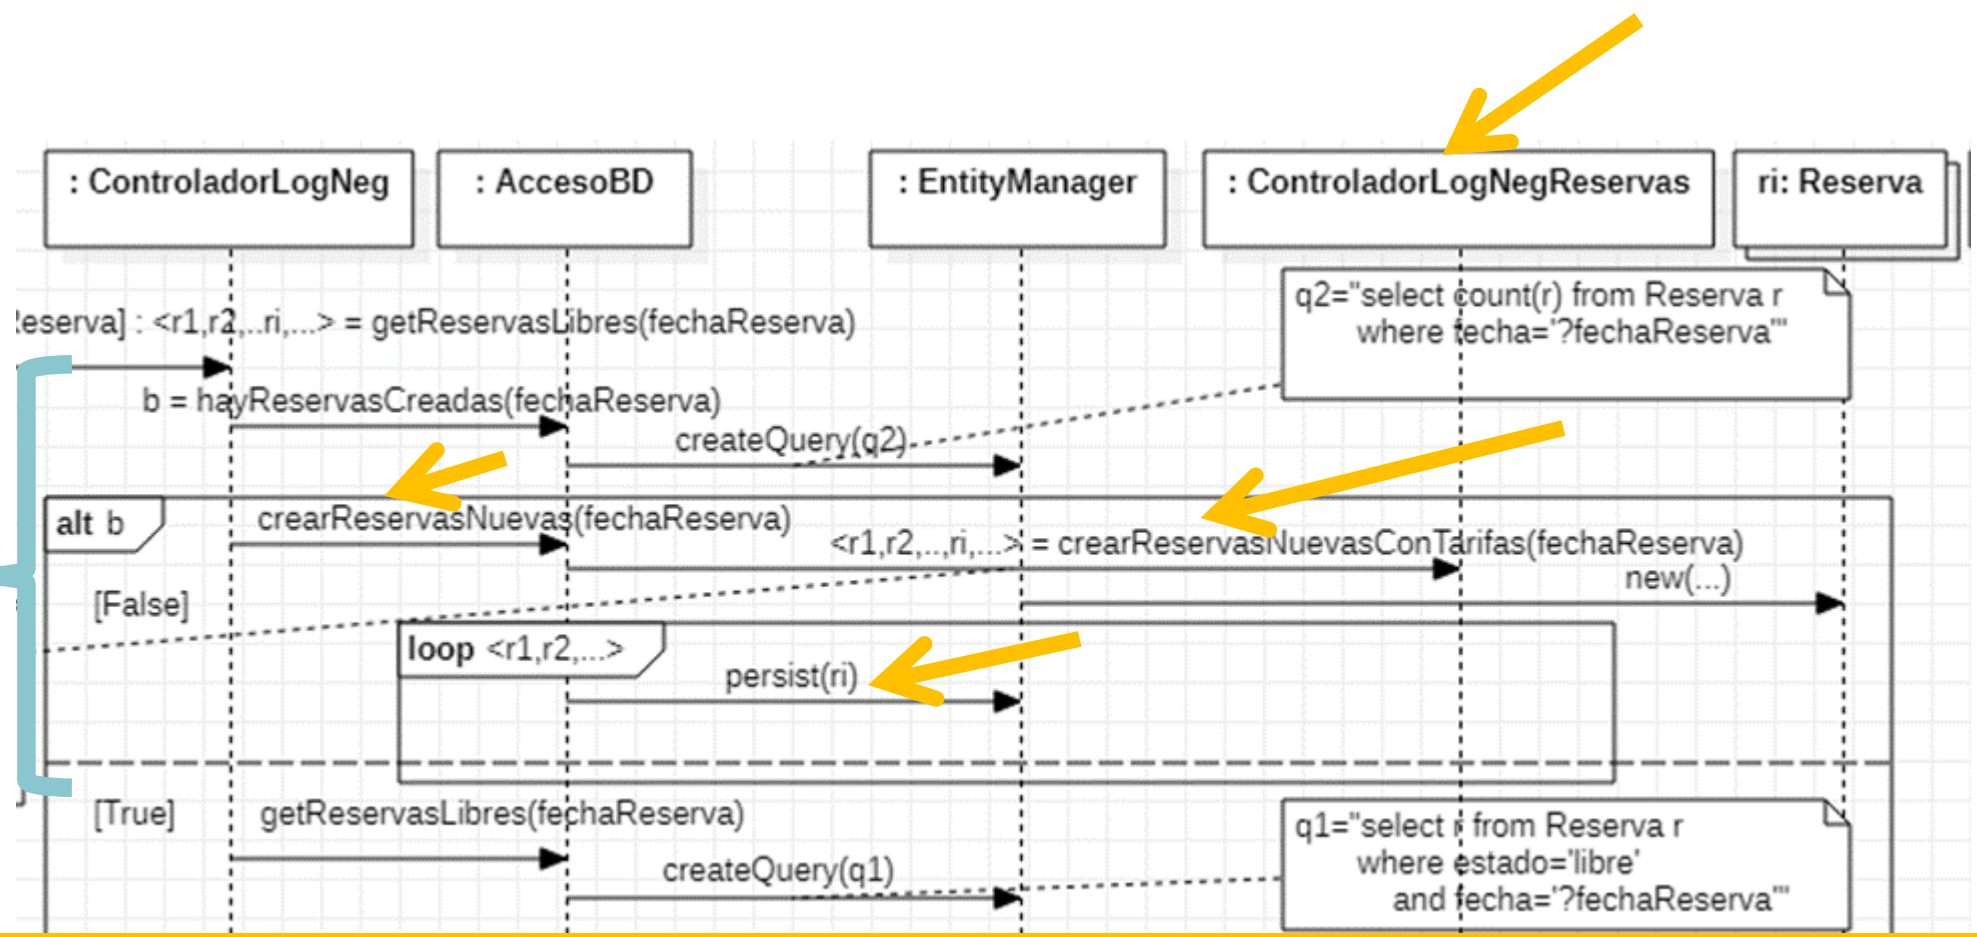 : ControladorLogNeg
: AccesoBD
: EntityManager
: ControladorLogNegReservas
ri: Reserva
q2="select count(r) from Reserva r
where fecha='?fechaReserva'"
eserva] : <r1,r2,..ri,...> = getReservasLibres(fechaReserva)
b = hayReservasCreadas(fechaReserva)
createQuery(q2)
alt b
crearReservasNuevas(fechaReserva)
<r1,r2,..,ri,...> = crearReservasNuevasConTarifas(fechaReserva)
new(...)
[False]
loop <r1,r2,...>
persist(ri)
[True]
getReservasLibres(fechaReserva)
createQuery(q1)
q1="select r from Reserva r
where estado='libre'
and fecha='?fechaReserva'"